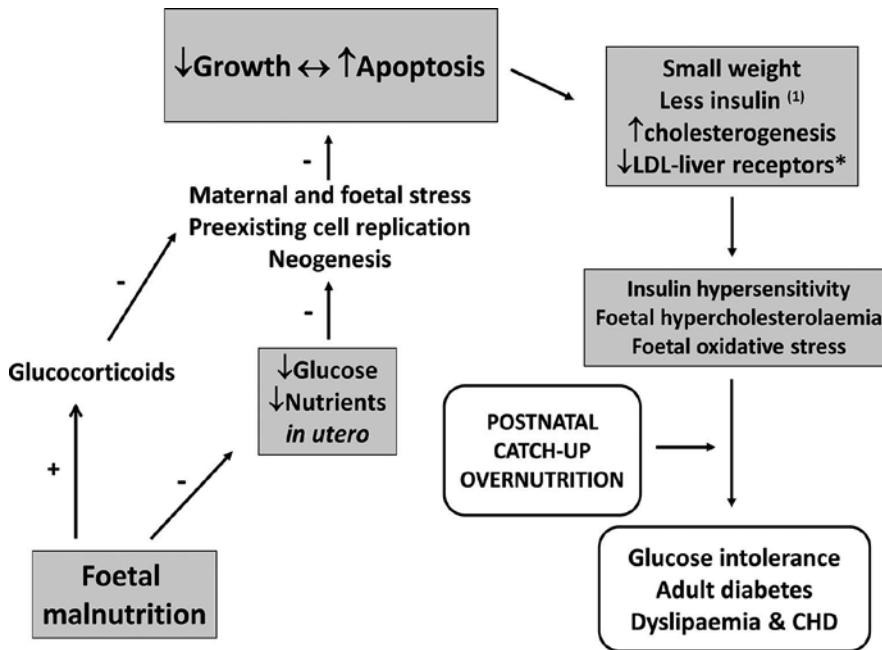 ↓Growth ↔ ↑Apoptosis
Small weight
Less insulin (1)
↑cholesterogenesis
↓LDL-liver receptors*
-
Maternal and foetal stress
Preexisting cell replication
Neogenesis
-
-
Insulin hypersensitivity
Foetal hypercholesterolaemia
Foetal oxidative stress
Glucocorticoids
↓Glucose
↓Nutrients
in utero
POSTNATAL
CATCH-UP
OVERNUTRITION
+
-
Foetal
malnutrition
Glucose intolerance
Adult diabetes
Dyslipaemia & CHD